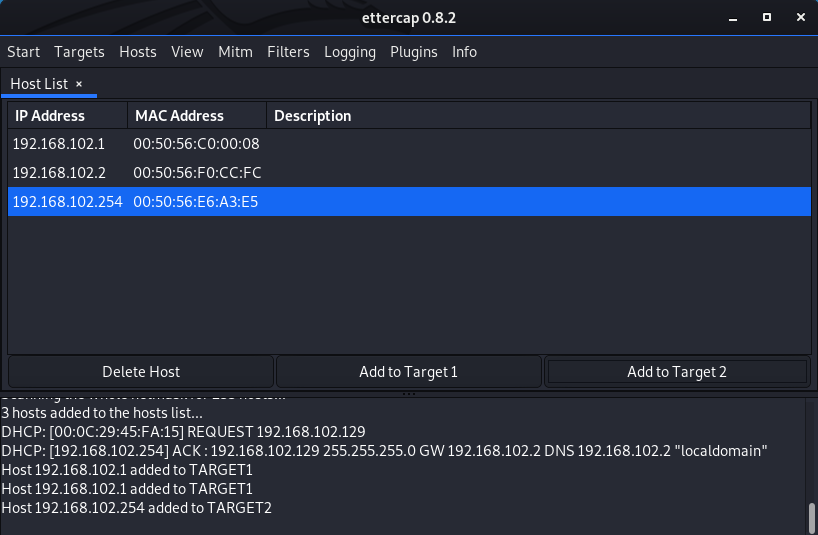 ettercap 0.8.2
Start Targets Hosts View Mitm Filters Logging Plugins Info
Host List ×
IP Address MAC Address Description
192.168.102.1 00:50:56:C0:00:08
192.168.102.2 00:50:56:F0:CC:FC
192.168.102.254 00:50:56:E6:A3:E5
Delete Host Add to Target 1 Add to Target 2
3 hosts added to the hosts list...
DHCP: [00:0C:29:45:FA:15] REQUEST 192.168.102.129
DHCP: [192.168.102.254] ACK : 192.168.102.129 255.255.255.0 GW 192.168.102.2 DNS 192.168.102.2 "localdomain"
Host 192.168.102.1 added to TARGET1
Host 192.168.102.1 added to TARGET1
Host 192.168.102.254 added to TARGET2